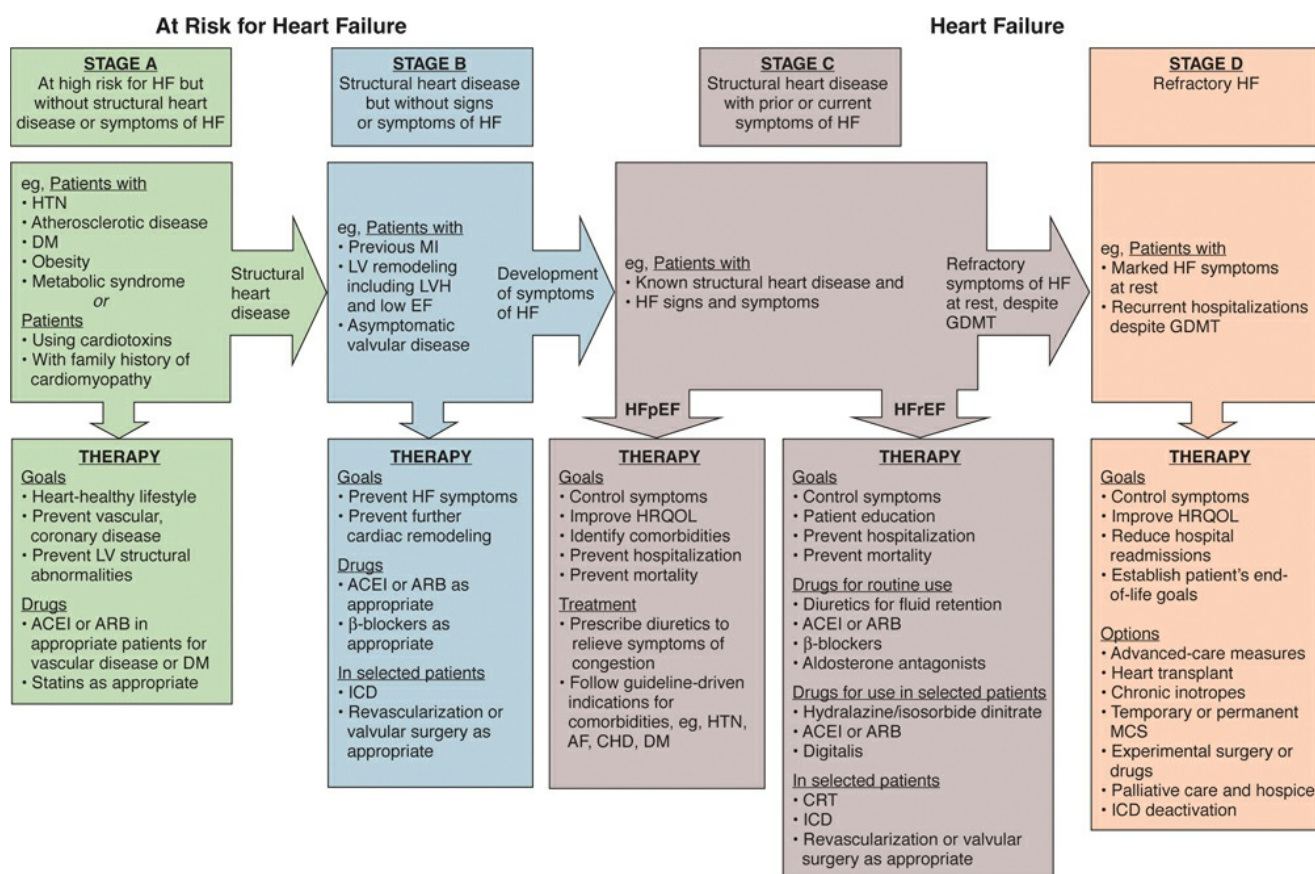 At Risk for Heart Failure
Heart Failure
STAGE A
At high risk for HF but
without structural heart
disease or symptoms of HF
STAGE B
Structural heart disease
but without signs
or symptoms of HF
STAGE C
Structural heart disease
with prior or current
symptoms of HF
STAGE D
Refractory HF
eg, Patients with
• HTN
• Atherosclerotic disease
• DM
• Obesity
• Metabolic syndrome
or
Patients
• Using cardiotoxins
• With family history of
cardiomyopathy
Structural
heart
disease
eg, Patients with
• Previous MI
• LV remodeling
including LVH
and low EF
• Asymptomatic
valvular disease
Development
of symptoms
of HF
eg, Patients with
• Known structural heart disease and
• HF signs and symptoms
Refractory
symptoms of HF
at rest, despite
GDMT
eg, Patients with
• Marked HF symptoms
at rest
• Recurrent hospitalizations
despite GDMT
HFpEF
HFrEF
THERAPY
Goals
• Heart-healthy lifestyle
• Prevent vascular,
coronary disease
• Prevent LV structural
abnormalities
Drugs
• ACEI or ARB in
appropriate patients for
vascular disease or DM
• Statins as appropriate
THERAPY
Goals
• Prevent HF symptoms
• Prevent further
cardiac remodeling
Drugs
• ACEI or ARB as
appropriate
• β-blockers as
appropriate
In selected patients
• ICD
• Revascularization or
valvular surgery as
appropriate
THERAPY
Goals
• Control symptoms
• Improve HRQOL
• Identify comorbidities
• Prevent hospitalization
• Prevent mortality
Treatment
• Prescribe diuretics to
relieve symptoms of
congestion
• Follow guideline-driven
indications for
comorbidities, eg, HTN,
AF, CHD, DM
THERAPY
Goals
• Control symptoms
• Patient education
• Prevent hospitalization
• Prevent mortality
Drugs for routine use
• Diuretics for fluid retention
• ACEI or ARB
• β-blockers
• Aldosterone antagonists
Drugs for use in selected patients
• Hydralazine/isosorbide dinitrate
• ACEI or ARB
• Digitalis
In selected patients
• CRT
• ICD
• Revascularization or valvular
surgery as appropriate
THERAPY
Goals
• Control symptoms
• Improve HRQOL
• Reduce hospital
readmissions
• Establish patient's end-
of-life goals
Options
• Advanced-care measures
• Heart transplant
• Chronic inotropes
• Temporary or permanent
MCS
• Experimental surgery or
drugs
• Palliative care and hospice
• ICD deactivation